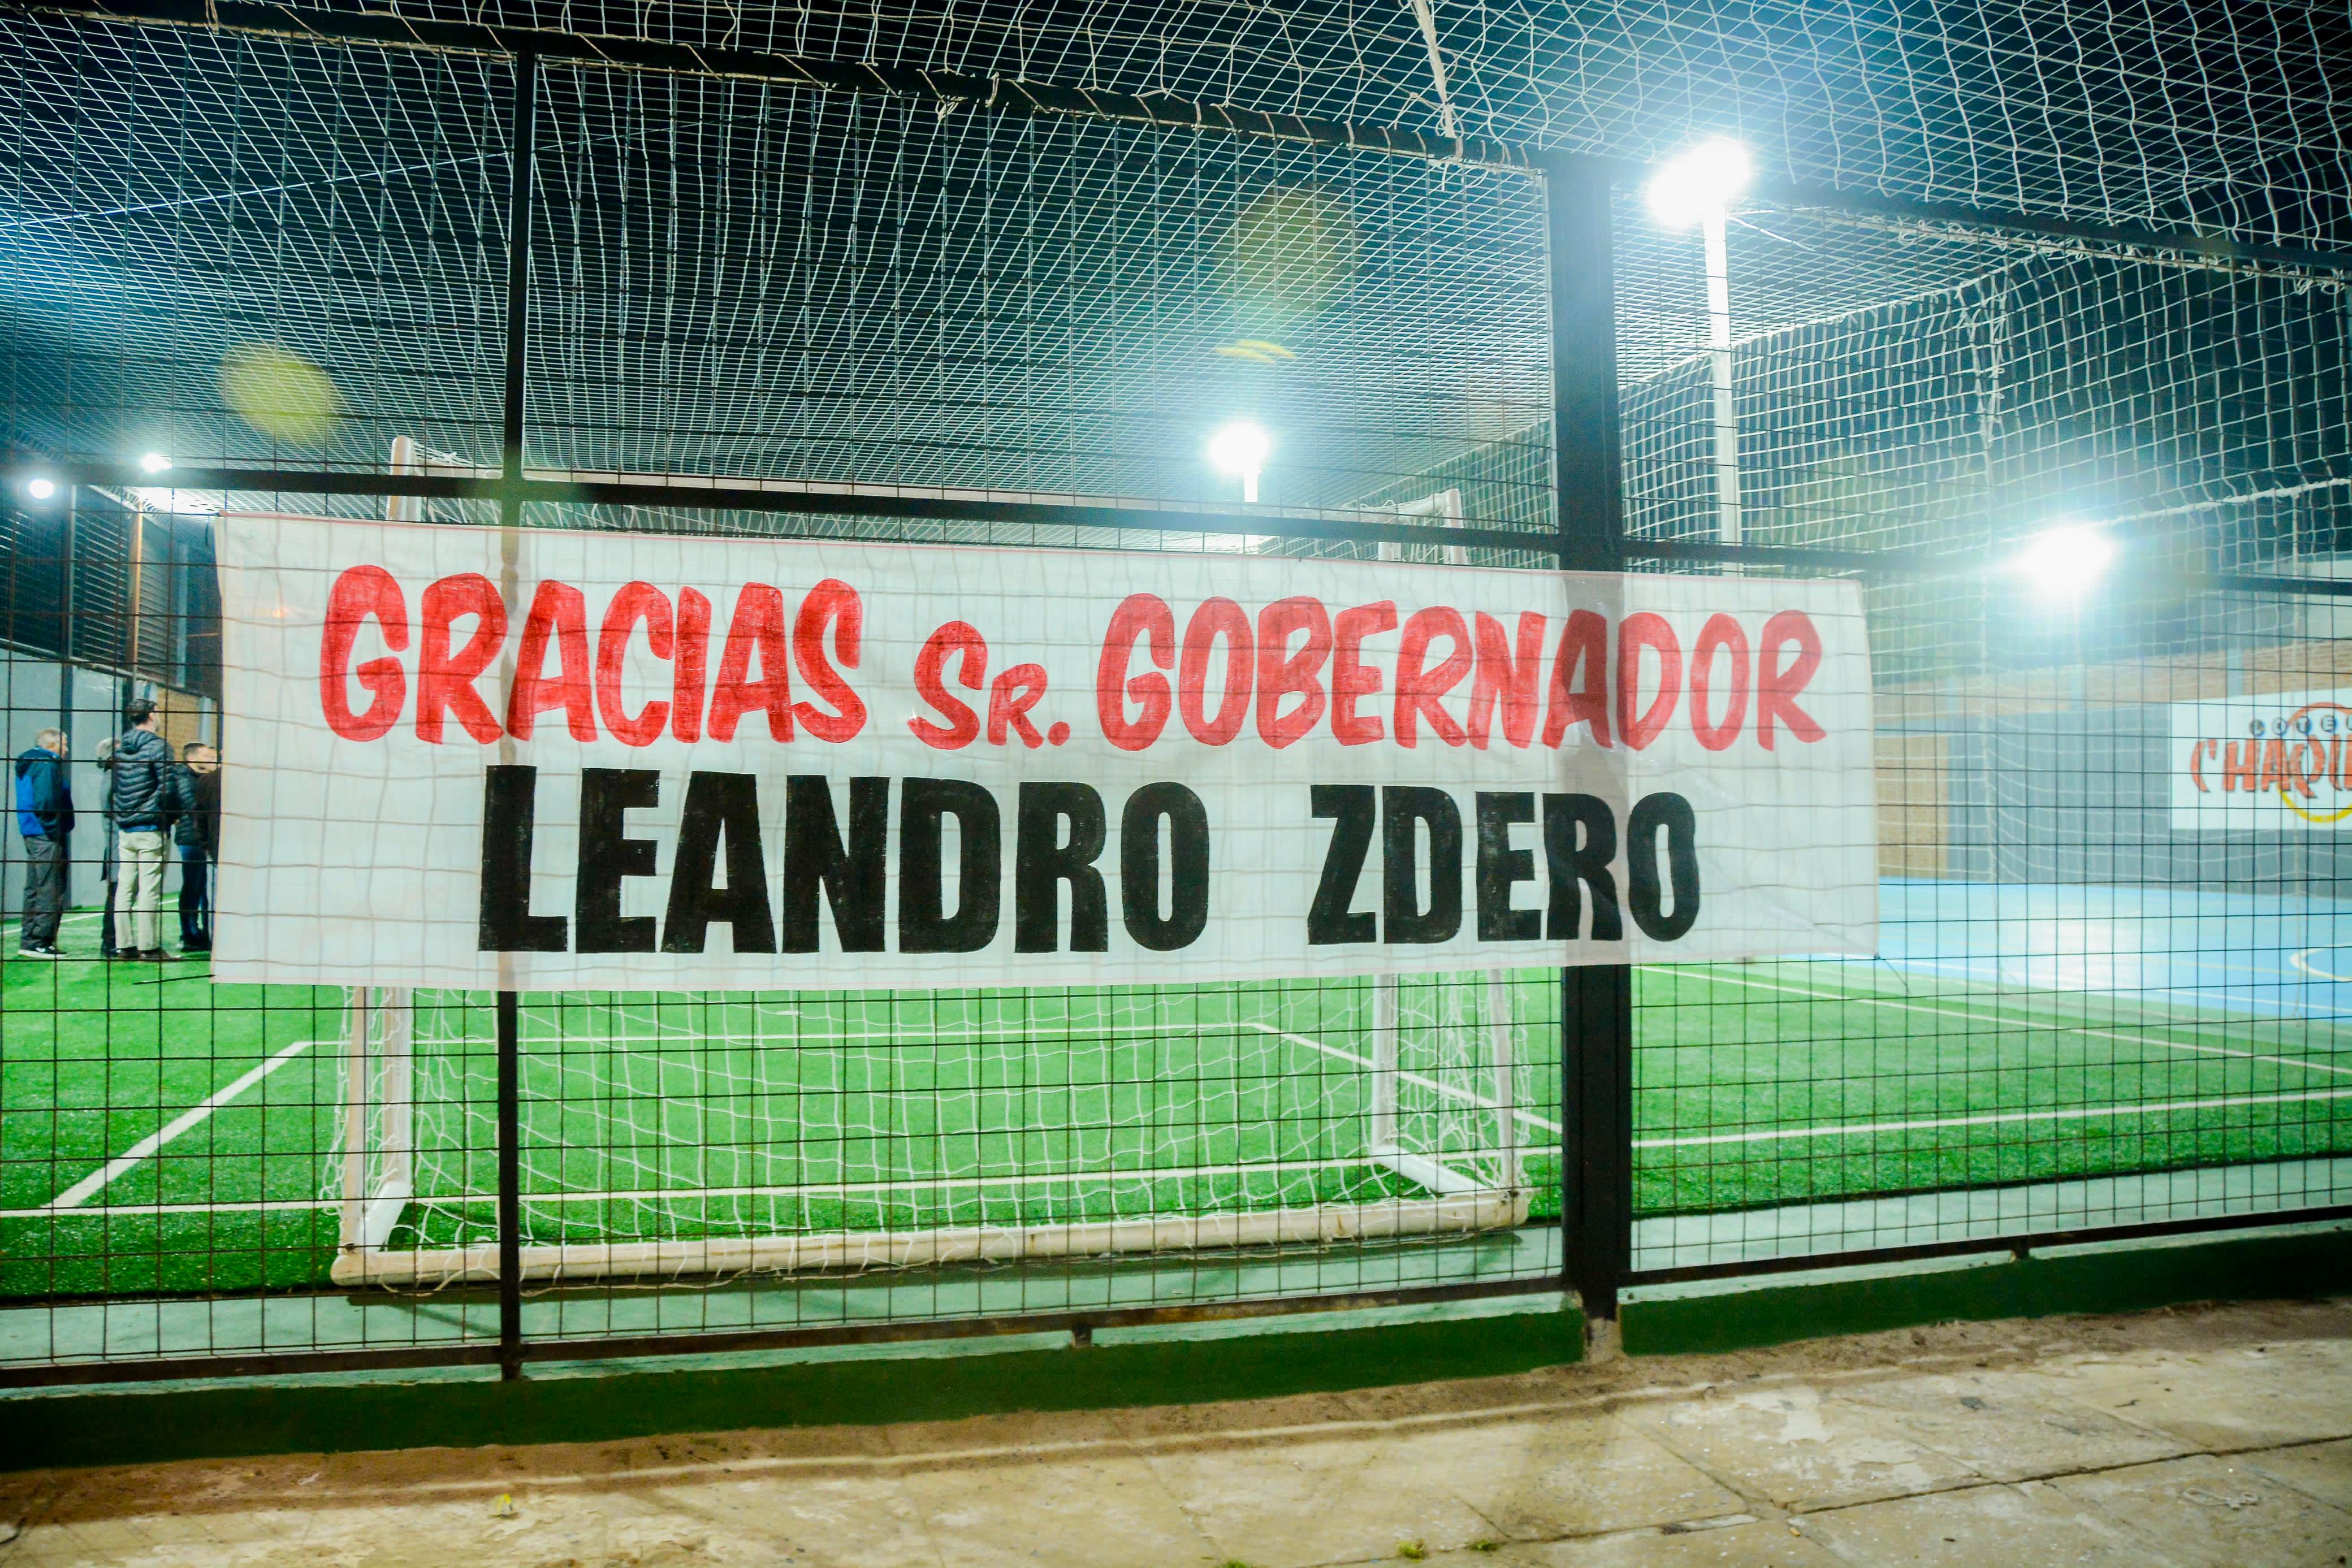 GRACIAS SR. GOBERNADOR
LEANDRO ZDERO